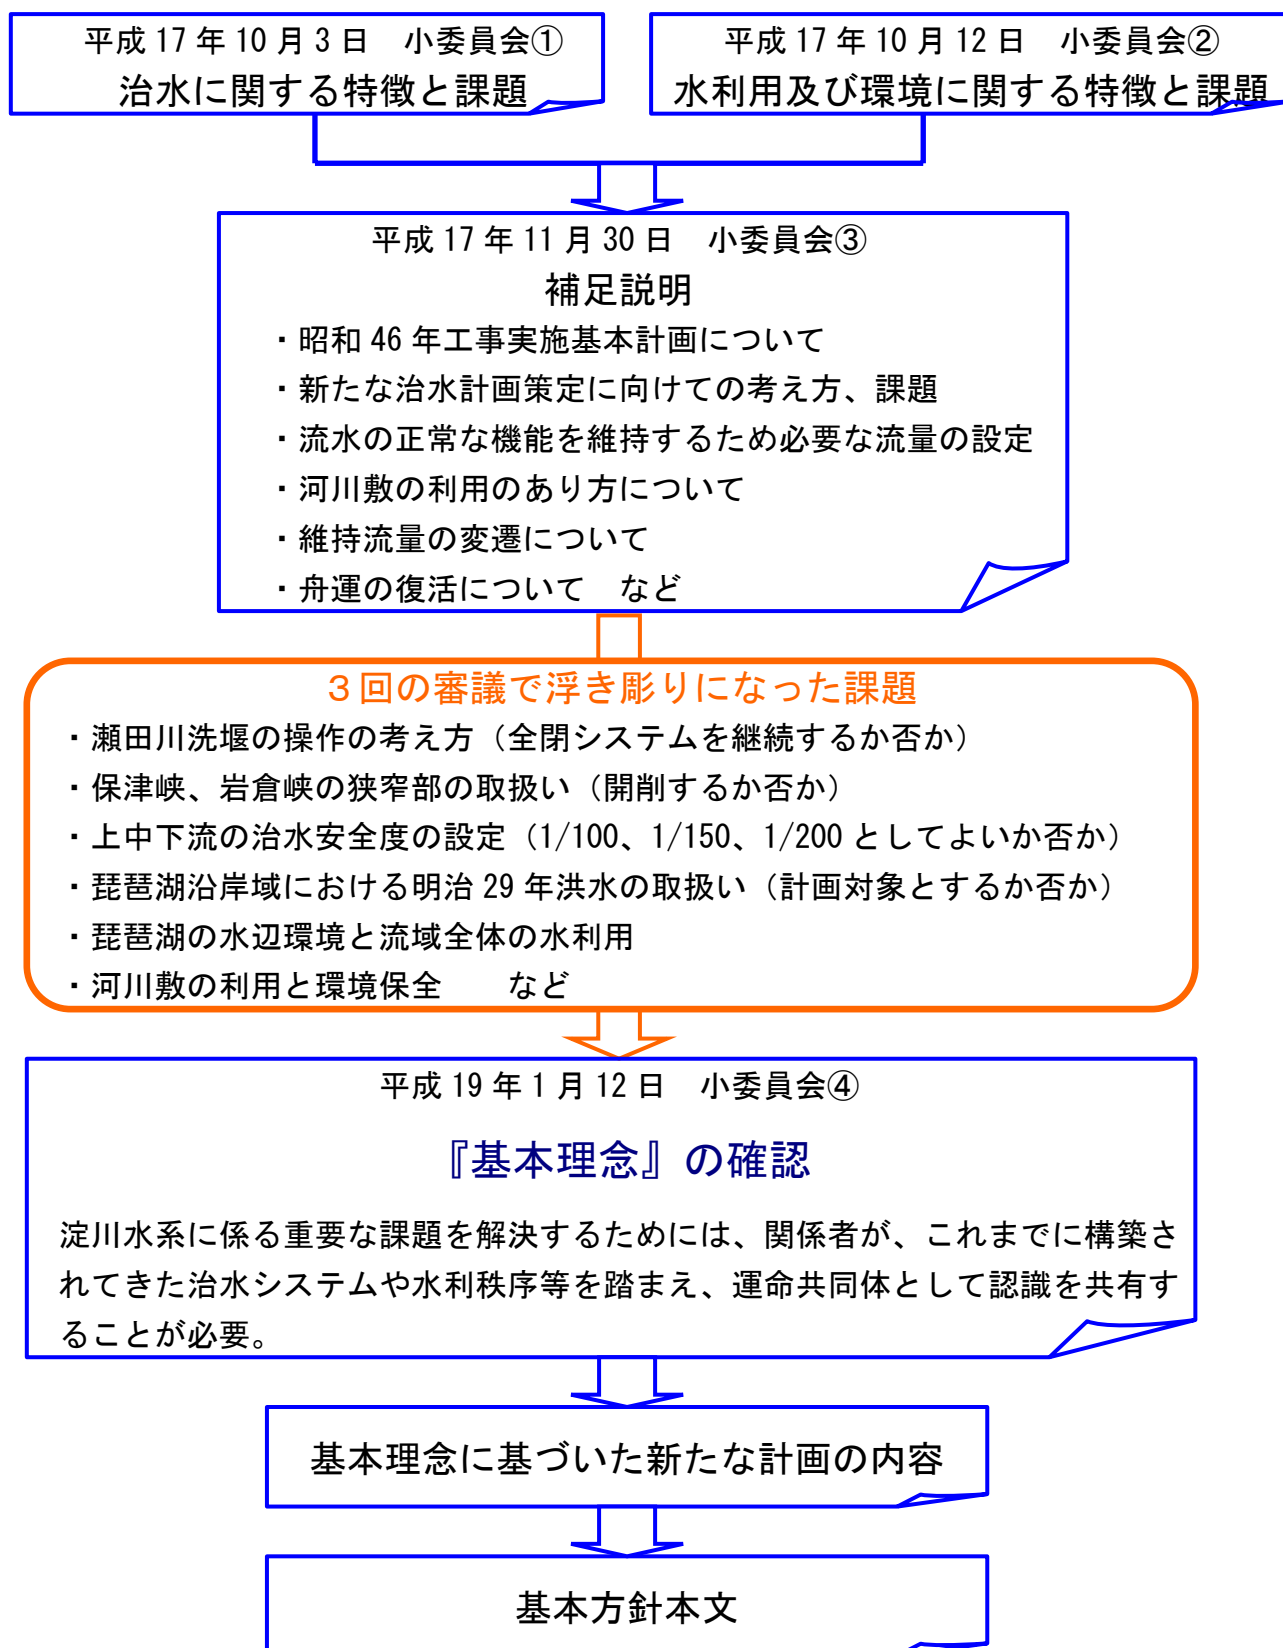 平成 17 年 10 月 3 日　小委員会①
治水に関する特徴と課題
平成 17 年 10 月 12 日　小委員会②
水利用及び環境に関する特徴と課題
平成 17 年 11 月 30 日　小委員会③
補足説明
・昭和 46 年工事実施基本計画について
・新たな治水計画策定に向けての考え方、課題
・流水の正常な機能を維持するため必要な流量の設定
・河川敷の利用のあり方について
・維持流量の変遷について
・舟運の復活について　など
３回の審議で浮き彫りになった課題
・瀬田川洗堰の操作の考え方（全閉システムを継続するか否か）
・保津峡、岩倉峡の狭窄部の取扱い（開削するか否か）
・上中下流の治水安全度の設定（1/100、1/150、1/200 としてよいか否か）
・琵琶湖沿岸域における明治 29 年洪水の取扱い（計画対象とするか否か）
・琵琶湖の水辺環境と流域全体の水利用
・河川敷の利用と環境保全　　など
平成 19 年 1 月 12 日　小委員会④
『基本理念』の確認
淀川水系に係る重要な課題を解決するためには、関係者が、これまでに構築さ
れてきた治水システムや水利秩序等を踏まえ、運命共同体として認識を共有す
ることが必要。
基本理念に基づいた新たな計画の内容
基本方針本文